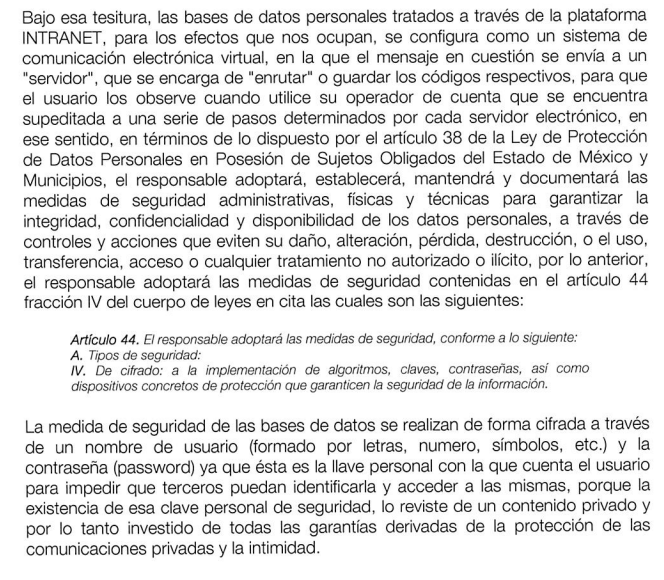 Bajo esa tesitura, las bases de datos personales tratados a través de la plataforma
INTRANET, para los efectos que nos ocupan, se configura como un sistema de
comunicación electrónica virtual, en la que el mensaje en cuestión se envía a un
"servidor", que se encarga de "enrutar" o guardar los códigos respectivos, para que
el usuario los observe cuando utilice su operador de cuenta que se encuentra
supeditada a una serie de pasos determinados por cada servidor electrónico, en
ese sentido, en términos de lo dispuesto por el artículo 38 de la Ley de Protección
de Datos Personales en Posesión de Sujetos Obligados del Estado de México y
Municipios, el responsable adoptará, establecerá, mantendrá y documentará las
medidas de seguridad administrativas, físicas y técnicas para garantizar la
integridad, confidencialidad y disponibilidad de los datos personales, a través de
controles y acciones que eviten su daño, alteración, pérdida, destrucción, o el uso,
transferencia, acceso o cualquier tratamiento no autorizado o ilícito, por lo anterior,
el responsable adoptará las medidas de seguridad contenidas en el artículo 44
fracción IV del cuerpo de leyes en cita las cuales son las siguientes:
Artículo 44. El responsable adoptará las medidas de seguridad, conforme a lo siguiente:
A. Tipos de seguridad:
IV. De cifrado: a la implementación de algoritmos, claves, contraseñas, así como
dispositivos concretos de protección que garanticen la seguridad de la información.
La medida de seguridad de las bases de datos se realizan de forma cifrada a través
de un nombre de usuario (formado por letras, numero, símbolos, etc.) y la
contraseña (password) ya que ésta es la llave personal con la que cuenta el usuario
para impedir que terceros puedan identificarla y acceder a las mismas, porque la
existencia de esa clave personal de seguridad, lo reviste de un contenido privado y
por lo tanto investido de todas las garantías derivadas de la protección de las
comunicaciones privadas y la intimidad.